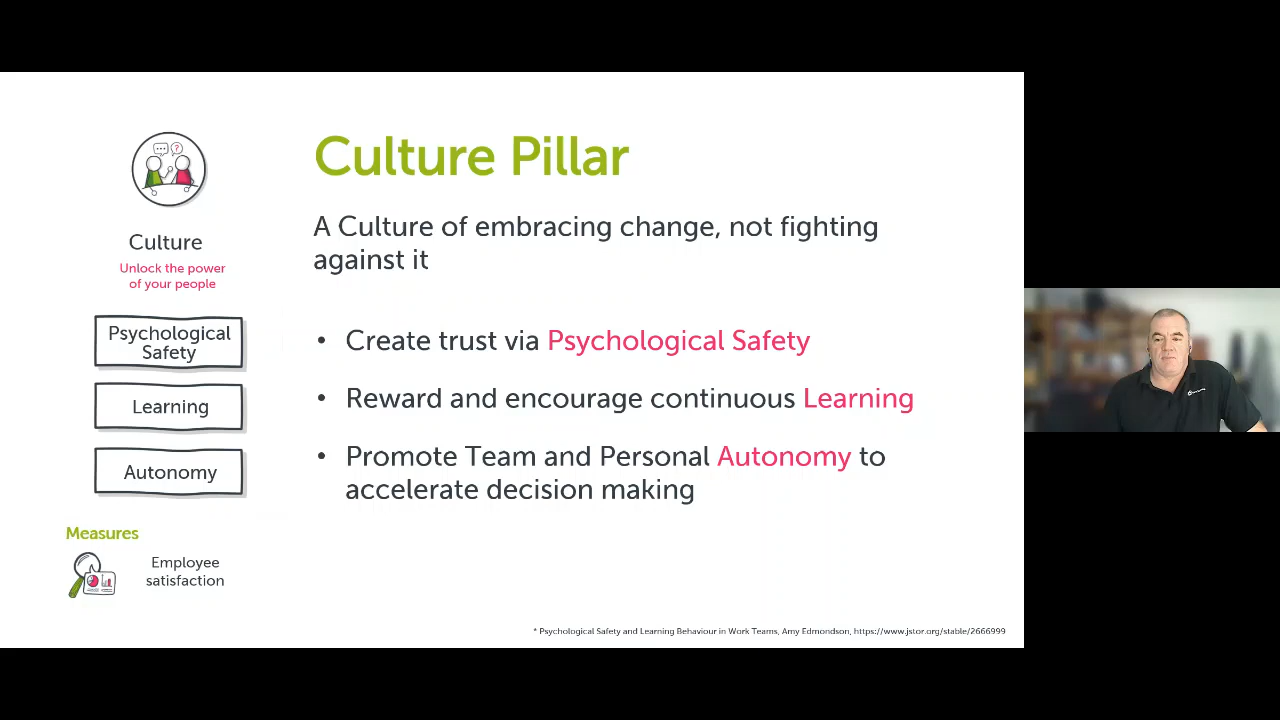 Culture Pillar
A Culture of embracing change, not fighting
against it
• Create trust via Psychological Safety
• Reward and encourage continuous Learning
• Promote Team and Personal Autonomy to
accelerate decision making
Culture
Unlock the power
of your people
Psychological
Safety
Learning
Autonomy
Measures
Employee
satisfaction
* Psychological Safety and Learning Behaviour in Work Teams, Amy Edmondson, https://www.jstor.org/stable/2666999